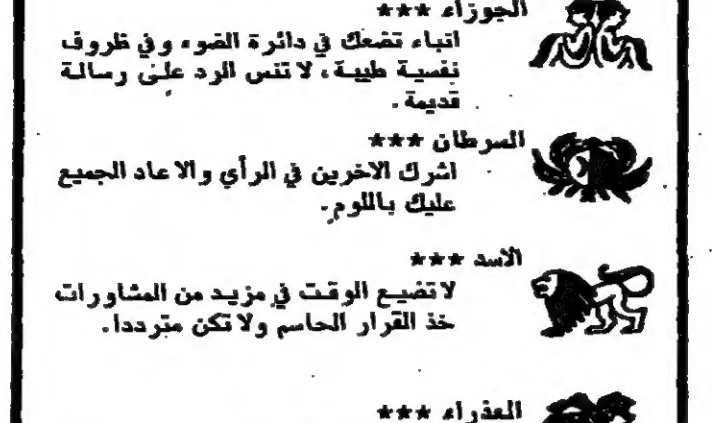 الجوزاء ***
انباء تضعك في دائرة الضوء وفي ظروف
نفسية طيبة، لا تنس الرد على رسالة
قديمة.
السرطان ***
اشرك الاخرين في الرأي والا عاد الجميع
عليك باللوم.
الأسد ***
لا تضيع الوقت في مزيد من المشاورات
خذ القرار الحاسم ولا تكن مترددا.
العذراء ***